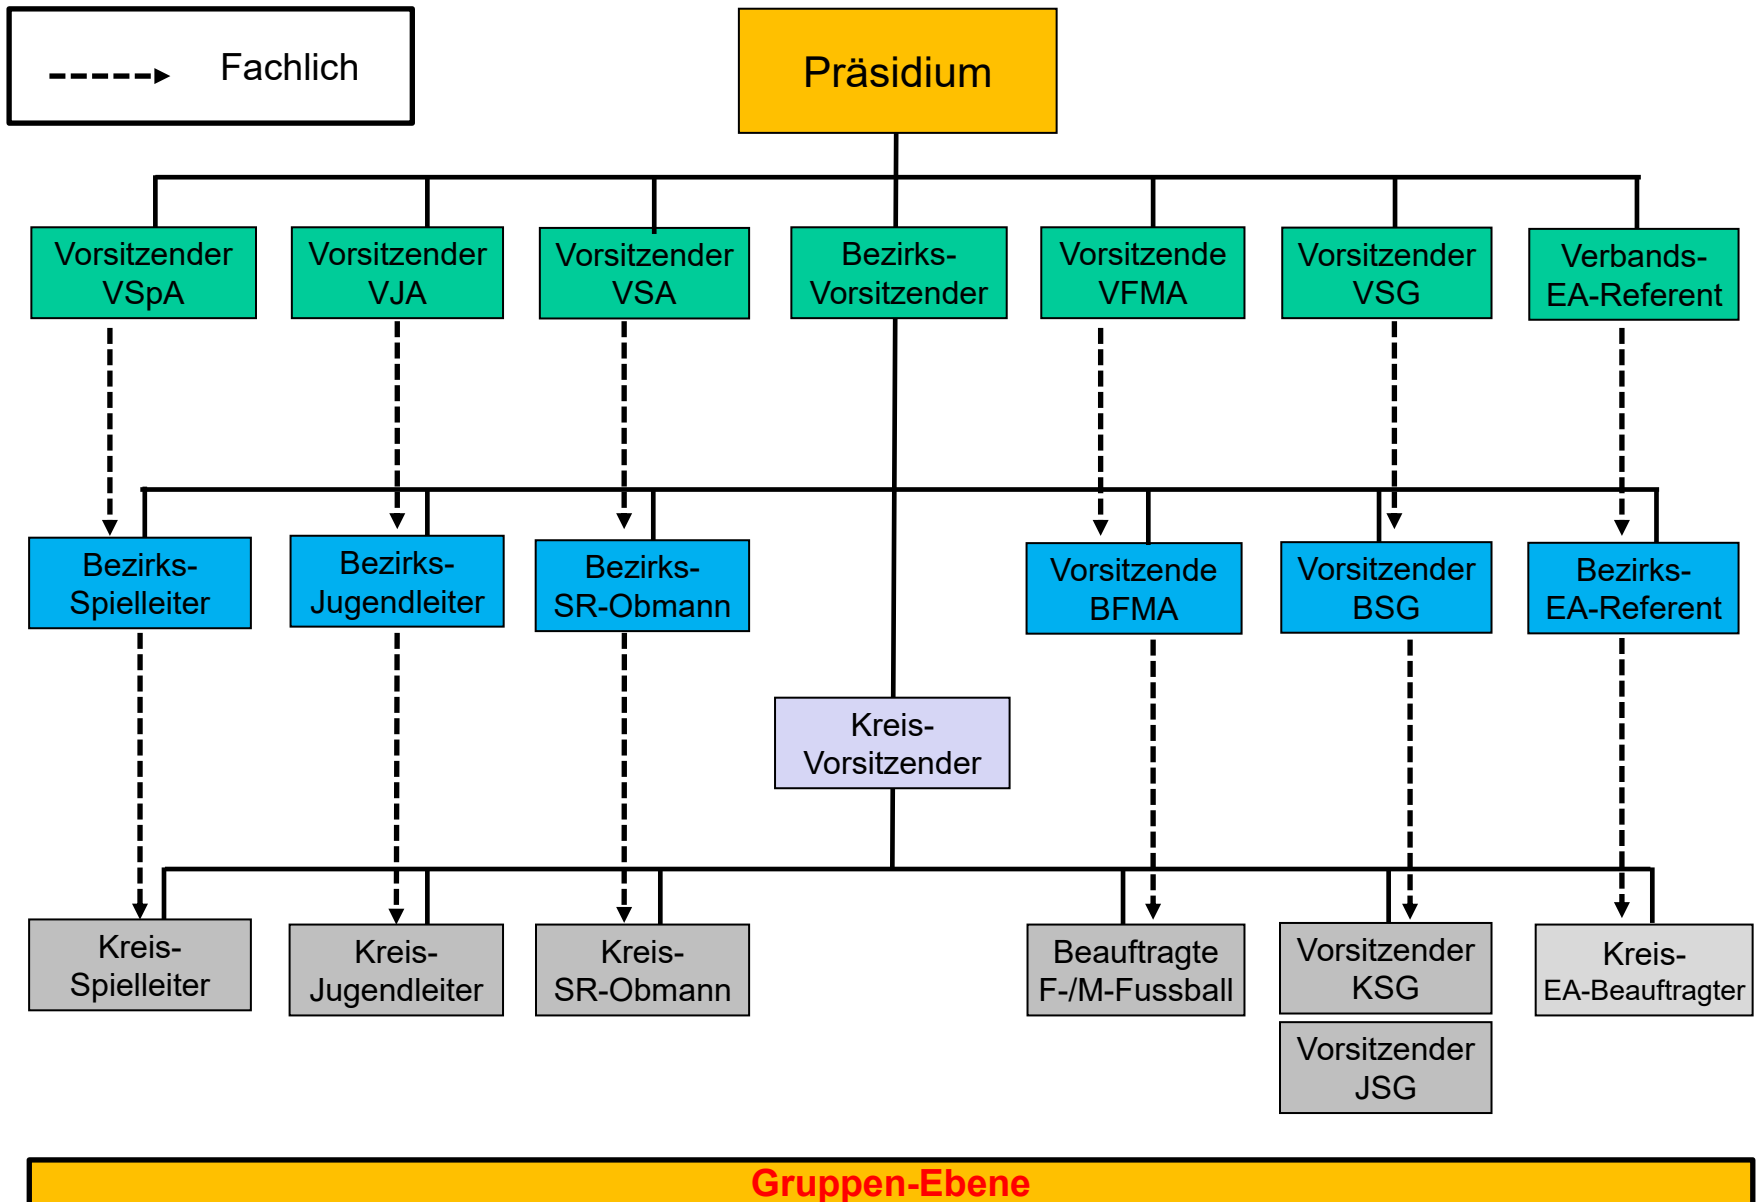 Fachlich
Präsidium
Vorsitzender
VSpA
Vorsitzender
VJA
Vorsitzender
VSA
Bezirks-
Vorsitzender
Vorsitzende
VFMA
Vorsitzender
VSG
Verbands-
EA-Referent
Bezirks-
Spielleiter
Bezirks-
Jugendleiter
Bezirks-
SR-Obmann
Vorsitzende
BFMA
Vorsitzender
BSG
Bezirks-
EA-Referent
Kreis-
Vorsitzender
Kreis-
Spielleiter
Kreis-
Jugendleiter
Kreis-
SR-Obmann
Beauftragte
F-/M-Fussball
Vorsitzender
KSG
Kreis-
EA-Beauftragter
Vorsitzender
JSG
Gruppen-Ebene